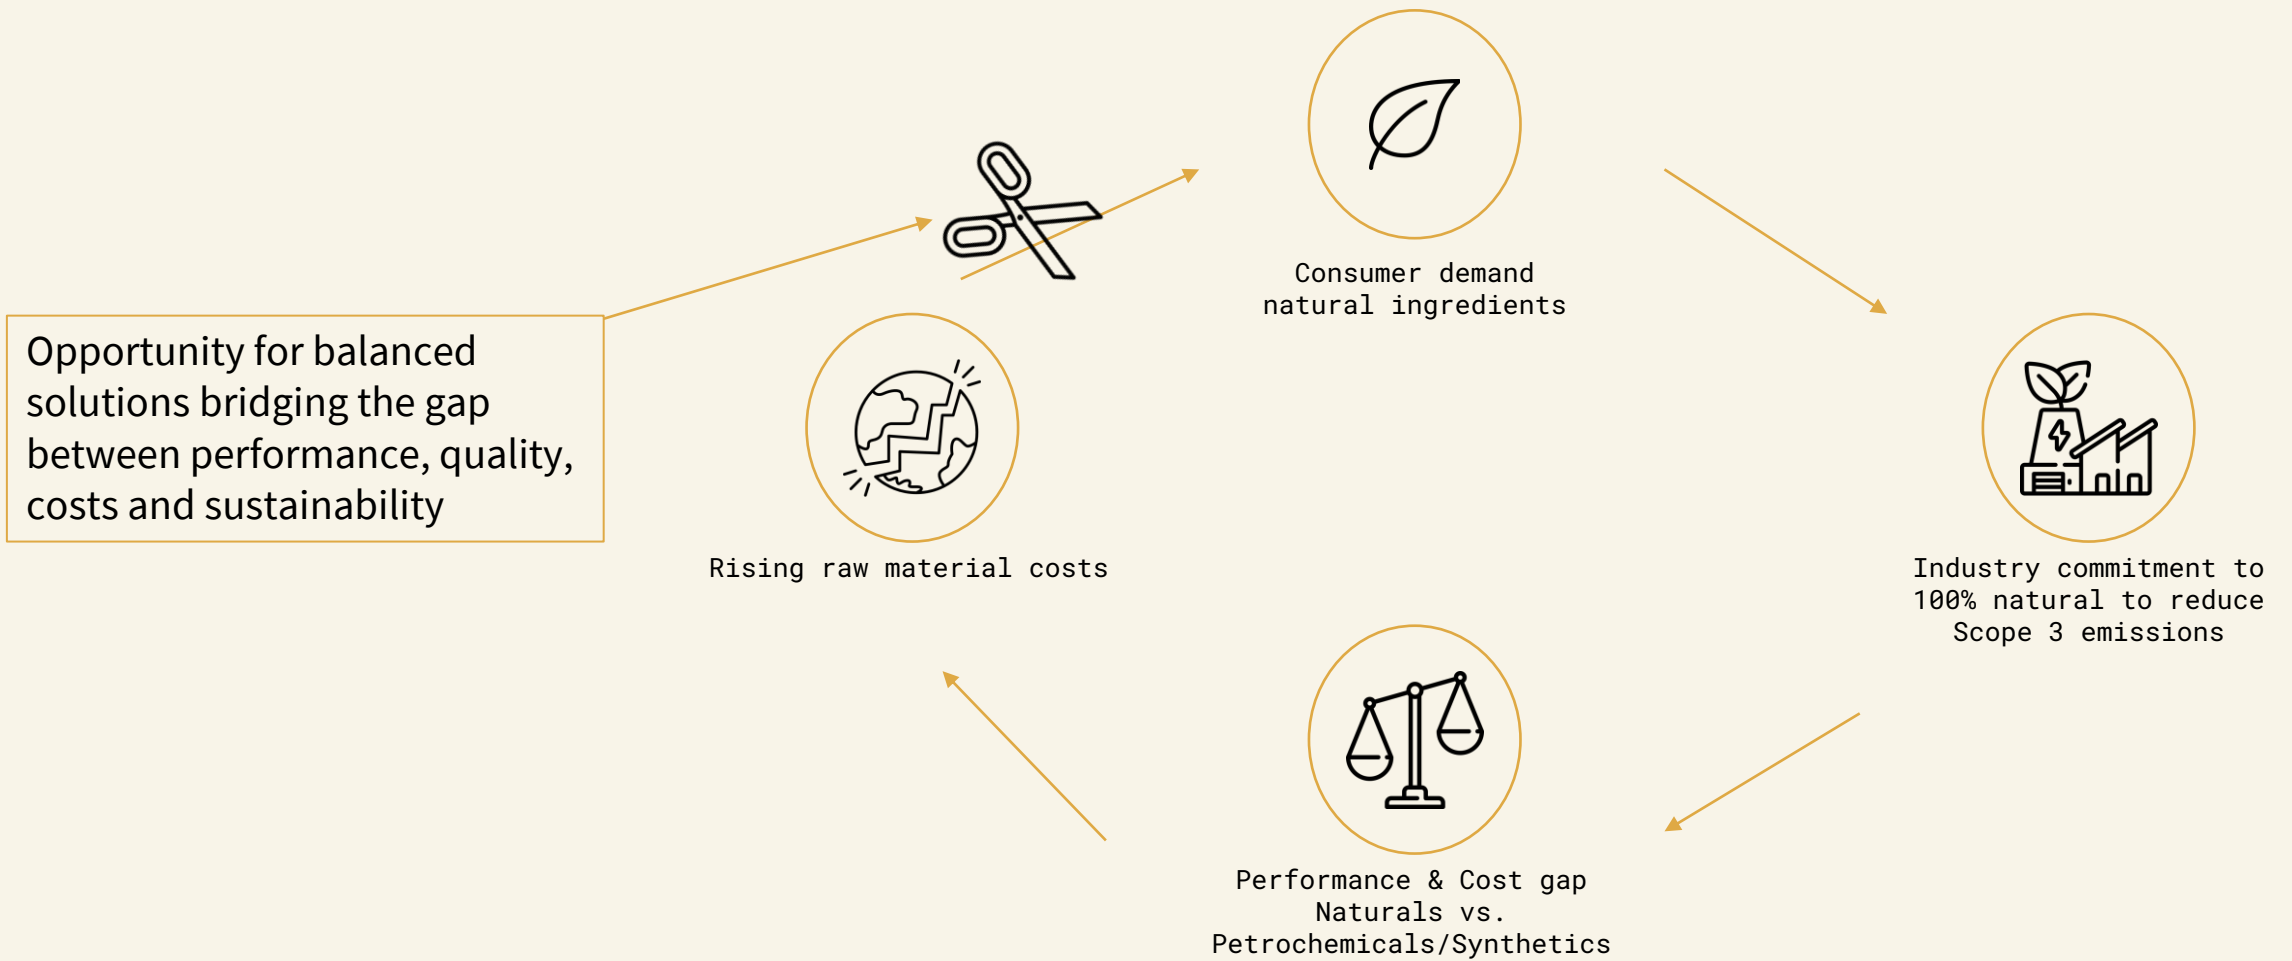 Consumer demand
natural ingredients
Opportunity for balanced
solutions bridging the gap
between performance, quality,
costs and sustainability
Rising raw material costs
Industry commitment to
100% natural to reduce
Scope 3 emissions
Performance & Cost gap
Naturals vs.
Petrochemicals/Synthetics